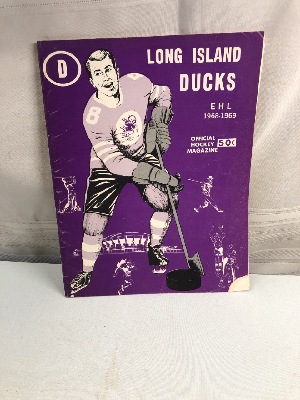 D
LONG ISLAND
DUCKS
EHL
1968-1969
OFFICIAL
HOCKEY 50¢
MAGAZINE
8